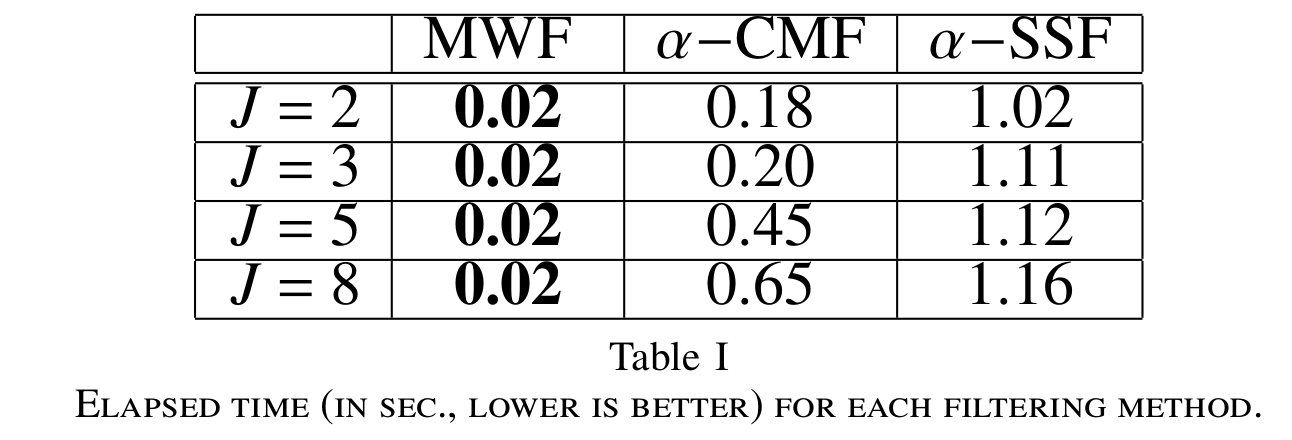 MWF α−CMF α−SSF
J = 2 0.02 0.18 1.02
J = 3 0.02 0.20 1.11
J = 5 0.02 0.45 1.12
J = 8 0.02 0.65 1.16
Table I
ELAPSED TIME (IN SEC., LOWER IS BETTER) FOR EACH FILTERING METHOD.